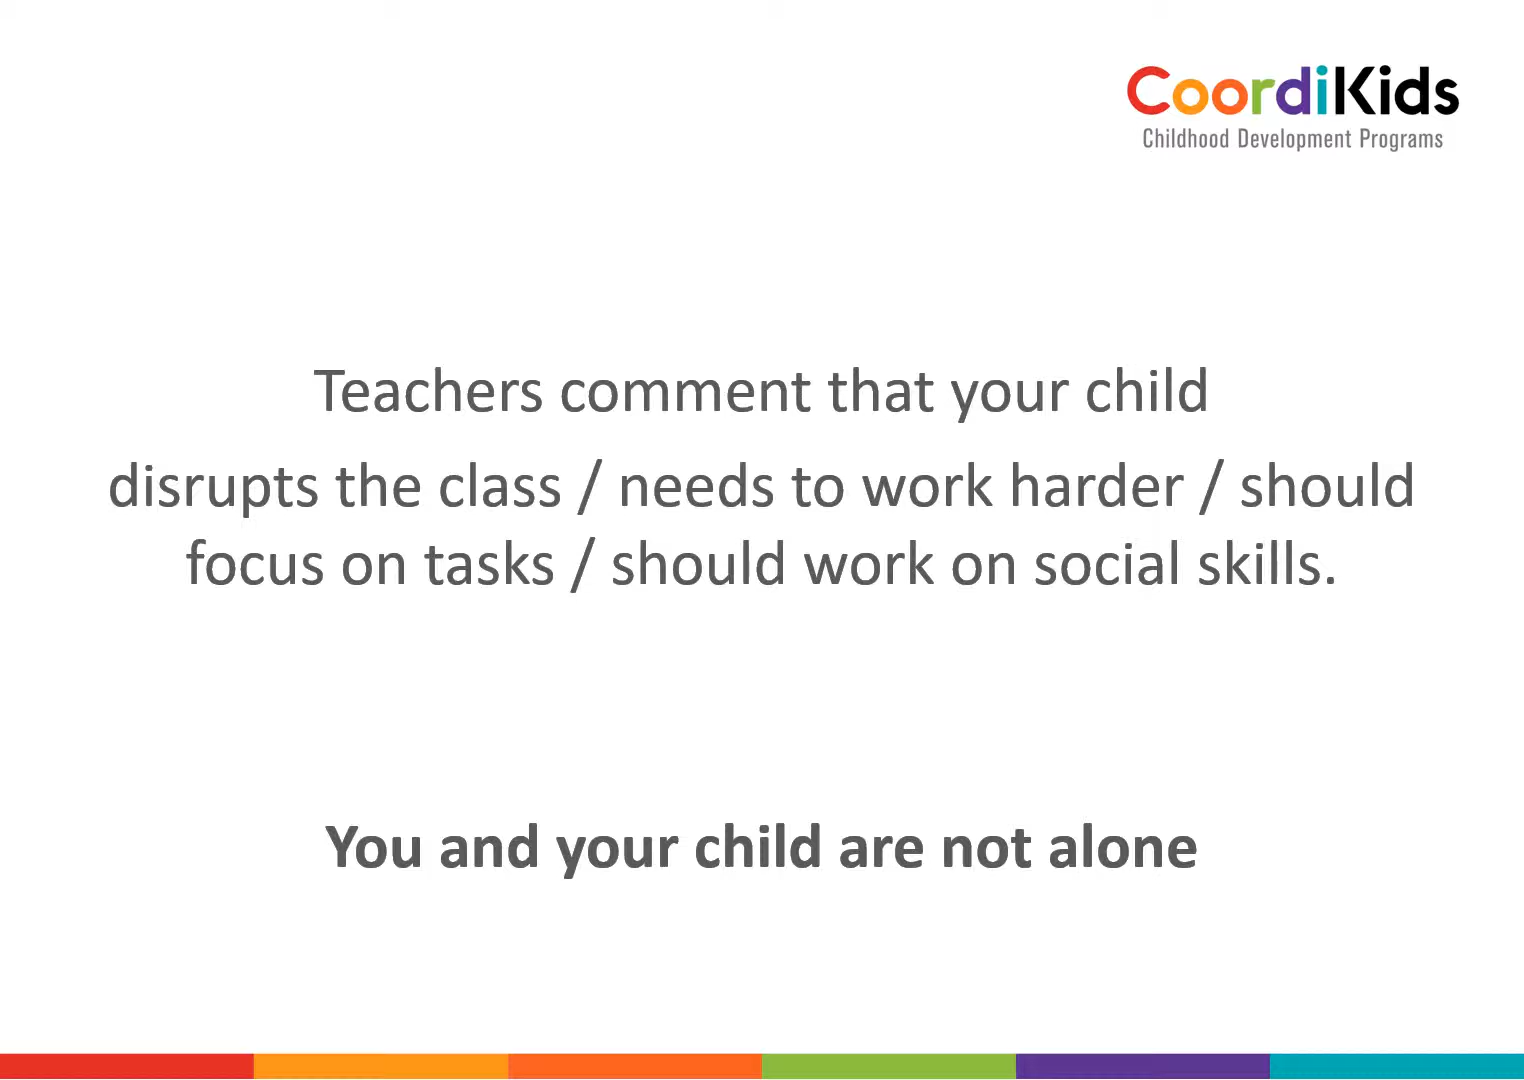 CoordiKids
Childhood Development Programs
Teachers comment that your child
disrupts the class / needs to work harder / should
focus on tasks / should work on social skills.
You and your child are not alone